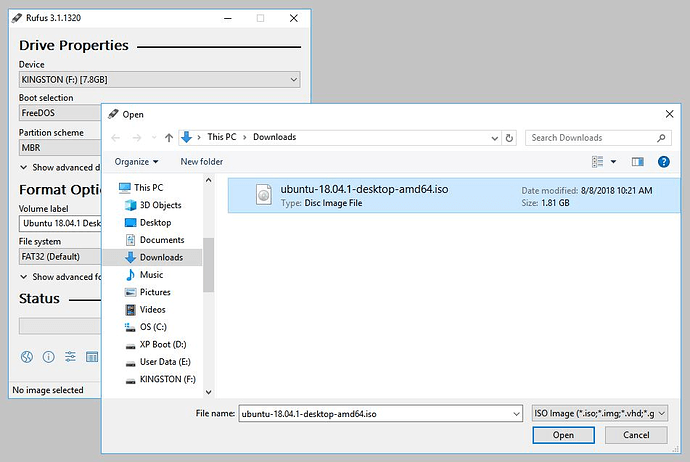 Rufus 3.1.1320
Drive Properties
Device
KINGSTON (F:) [7.8GB]
Boot selection
FreeDOS
Partition scheme
MBR
Show advanced d
Format Optio
Volume label
Ubuntu 18.04.1 Desk
File system
FAT32 (Default)
Show advanced fo
Status
No image selected
Open
This PC
Downloads
Search Downloads
Organize
New folder
This PC
3D Objects
Desktop
Documents
Downloads
Music
Pictures
Videos
OS (C:)
XP Boot (D:)
User Data (E:)
KINGSTON (F:)
ubuntu-18.04.1-desktop-amd64.iso
Type: Disc Image File
Date modified: 8/8/2018 10:21 AM
Size: 1.81 GB
File name: ubuntu-18.04.1-desktop-amd64.iso
ISO Image (*.iso;*.img;*.vhd;*.g
Open
Cancel